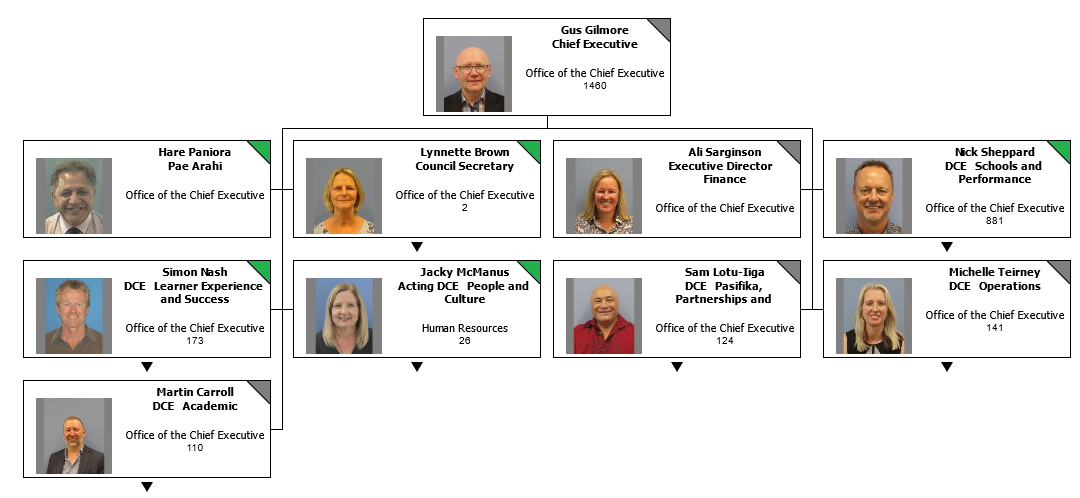 Gus Gilmore
Chief Executive
Office of the Chief Executive
1460
Hare Paniora
Pae Arahi
Office of the Chief Executive
Lynnette Brown
Council Secretary
Office of the Chief Executive
2
Ali Sarginson
Executive Director
Finance
Office of the Chief Executive
Nick Sheppard
DCE Schools and
Performance
Office of the Chief Executive
881
Simon Nash
DCE Learner Experience
and Success
Office of the Chief Executive
173
Jacky McManus
Acting DCE People and
Culture
Human Resources
26
Sam Lotu-Iiga
DCE Pasifika,
Partnerships and
Office of the Chief Executive
124
Michelle Teirney
DCE Operations
Office of the Chief Executive
141
Martin Carroll
DCE Academic
Office of the Chief Executive
110